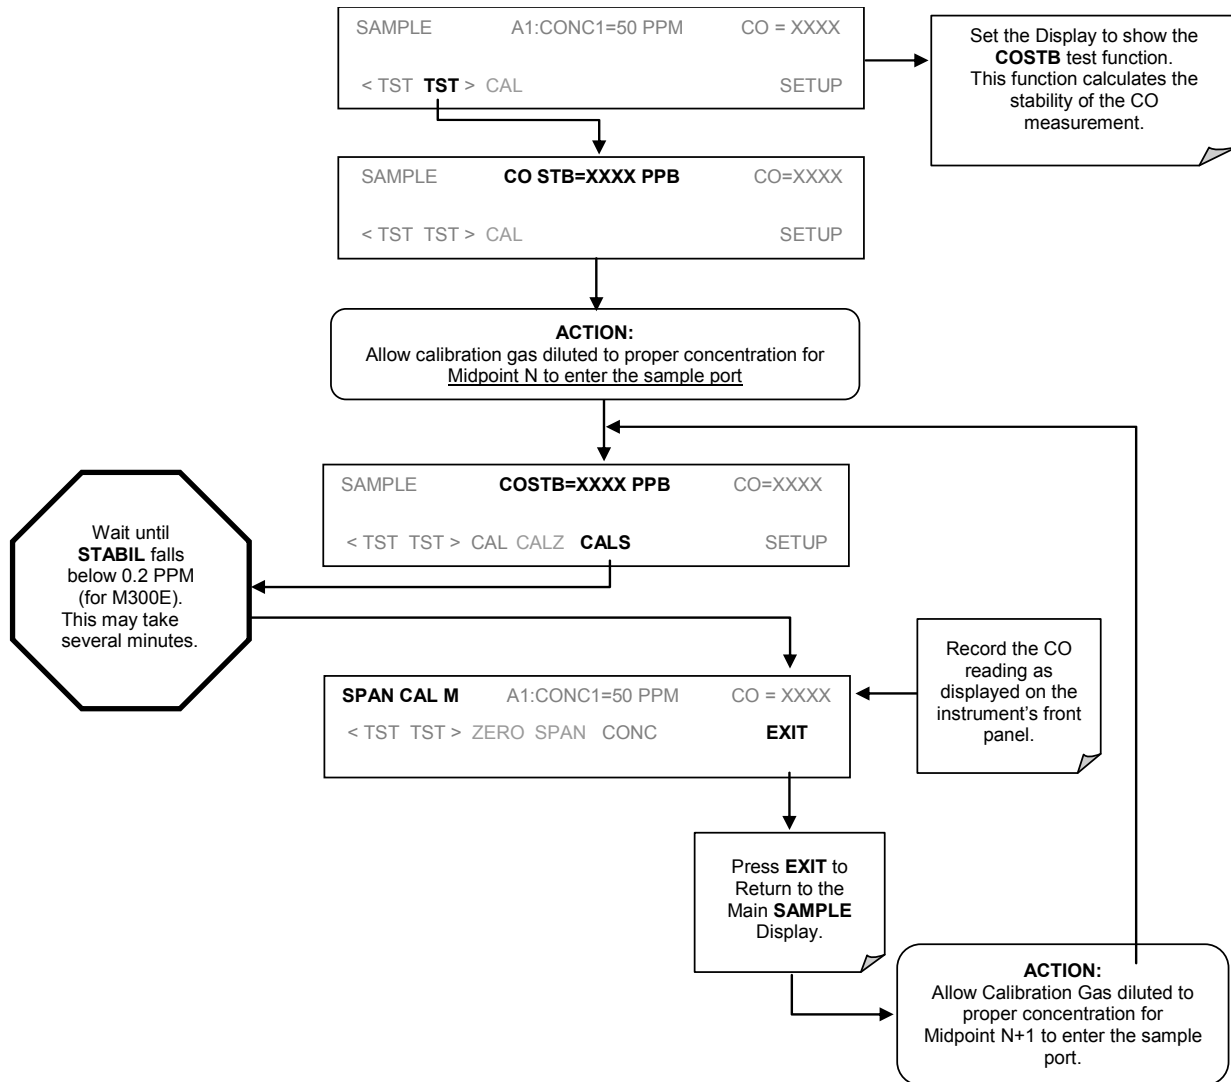 SAMPLE A1:CONC1=50 PPM CO = XXXX
< TST TST > CAL SETUP
Set the Display to show the
COSTB test function.
This function calculates the
stability of the CO
measurement.
SAMPLE CO STB=XXXX PPB CO=XXXX
< TST TST > CAL SETUP
ACTION:
Allow calibration gas diluted to proper concentration for
Midpoint N to enter the sample port
SAMPLE COSTB=XXXX PPB CO=XXXX
< TST TST > CAL CALZ CALS SETUP
Wait until
STABIL falls
below 0.2 PPM
(for M300E).
This may take
several minutes.
SPAN CAL M A1:CONC1=50 PPM CO = XXXX
< TST TST > ZERO SPAN CONC EXIT
Record the CO
reading as
displayed on the
instrument's front
panel.
Press EXIT to
Return to the
Main SAMPLE
Display.
ACTION:
Allow Calibration Gas diluted to
proper concentration for
Midpoint N+1 to enter the sample
port.